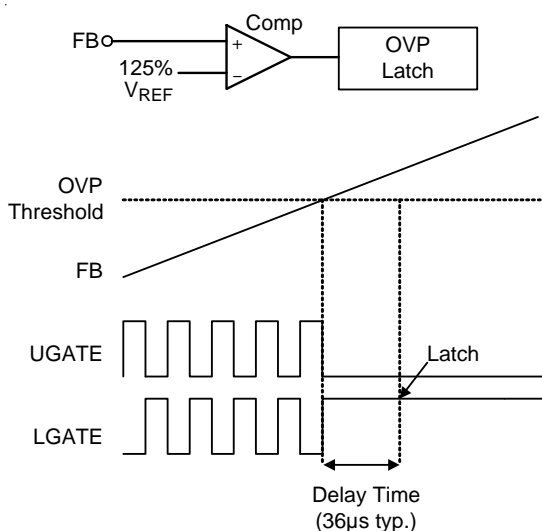 Comp
FB
+
125%
VREF
−
OVP
Latch
OVP
Threshold
FB
UGATE
Latch
LGATE
Delay Time
(36µs typ.)